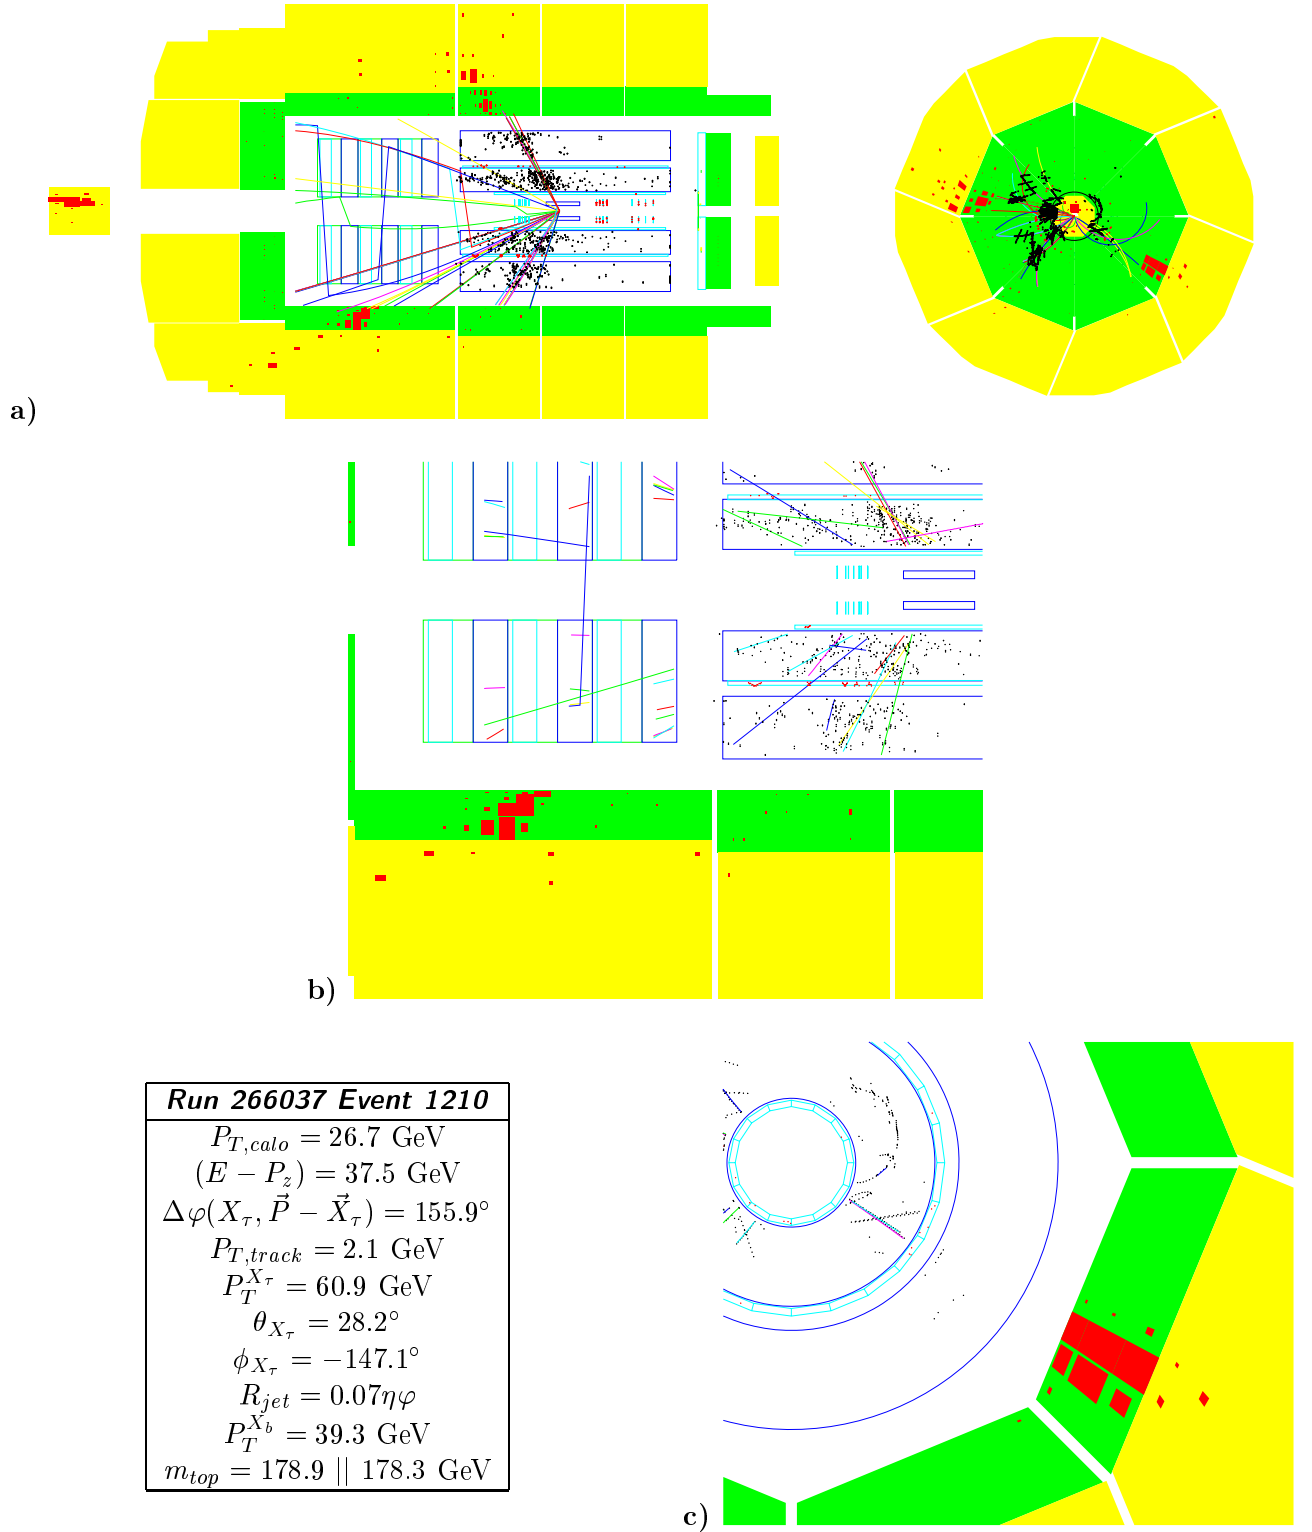 a)
b)
Run 266037 Event 1210
P_{T,calo} = 26.7 GeV
(E − P_z) = 37.5 GeV
Δφ(X_τ, P⃗ − X⃗_τ) = 155.9°
P_{T,track} = 2.1 GeV
P_T^{X_τ} = 60.9 GeV
θ_{X_τ} = 28.2°
ϕ_{X_τ} = −147.1°
R_{jet} = 0.07ηφ
P_T^{X_b} = 39.3 GeV
m_{top} = 178.9 || 178.3 GeV
c)